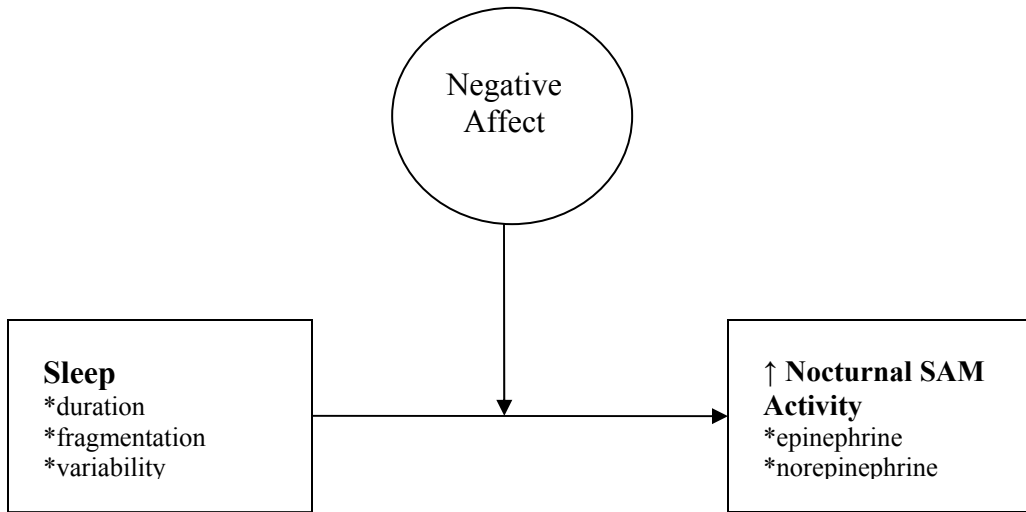 Negative
Affect
Sleep
*duration
*fragmentation
*variability
↑ Nocturnal SAM
Activity
*epinephrine
*norepinephrine